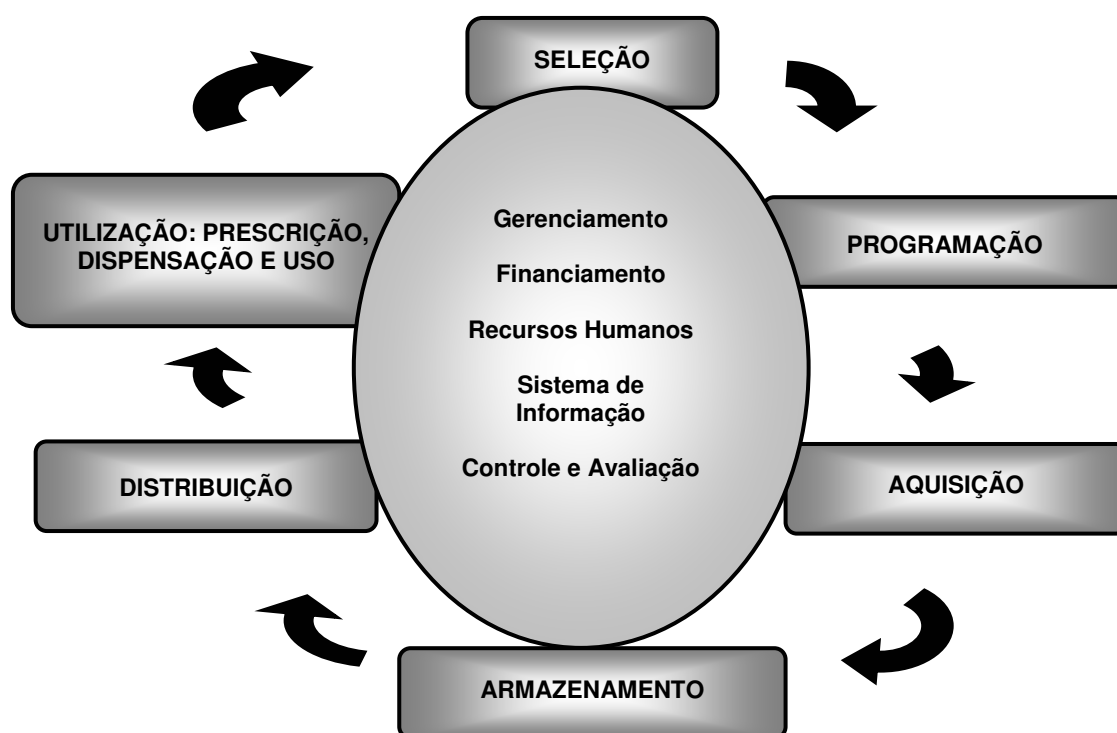 SELEÇÃO
UTILIZAÇÃO: PRESCRIÇÃO,
DISPENSAÇÃO E USO
PROGRAMAÇÃO
Gerenciamento
Financiamento
Recursos Humanos
Sistema de
Informação
Controle e Avaliação
DISTRIBUIÇÃO
AQUISIÇÃO
ARMAZENAMENTO